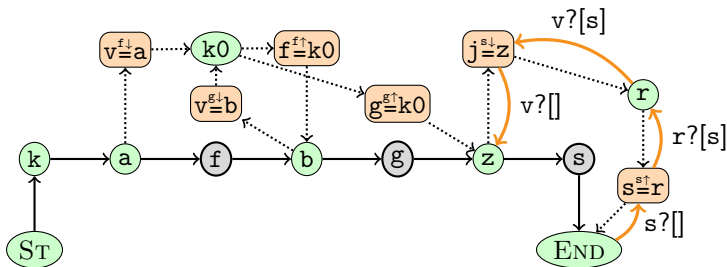 v?[s]
v=a f↓
k0
f=k0 f↑
j=z s↓
v=b g↓
g=k0 g↑
v?[]
r
r?[s]
k
a
f
b
g
z
s
s=r s↑
s?[]
ST
END